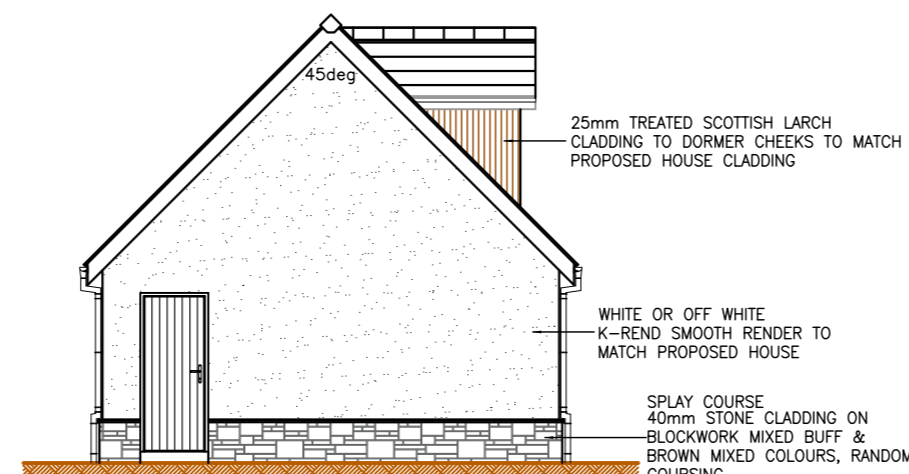 45deg
25mm TREATED SCOTTISH LARCH
CLADDING TO DORMER CHEEKS TO MATCH
PROPOSED HOUSE CLADDING
WHITE OR OFF WHITE
K-REND SMOOTH RENDER TO
MATCH PROPOSED HOUSE
SPLAY COURSE
40mm STONE CLADDING ON
BLOCKWORK MIXED BUFF &
BROWN MIXED COLOURS, RANDOM
COURSING